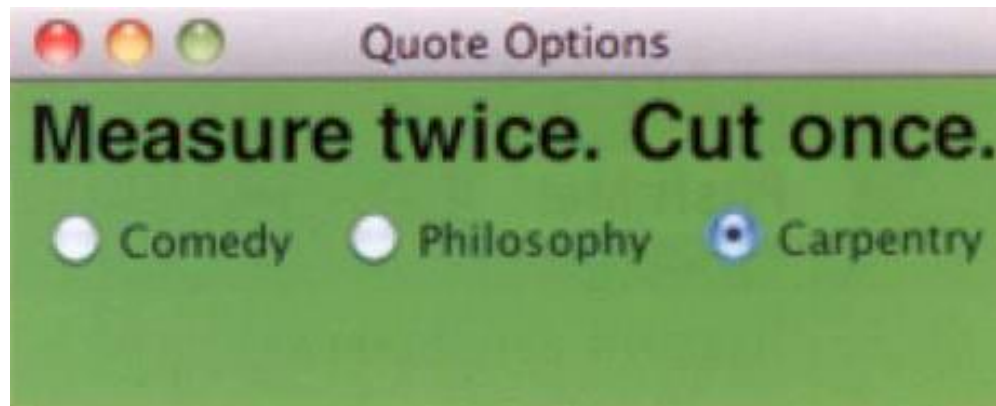 Quote Options
Measure twice. Cut once.
Comedy Philosophy Carpentry